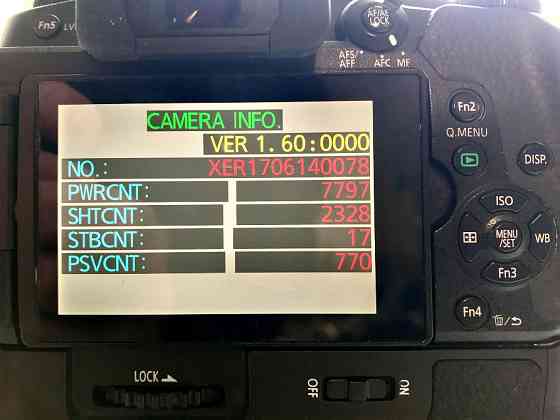 Fn5 LV
AF/AE
LOCK
AFS/
AFF AFC MF
CAMERA INFO.
VER 1.60:0000
NO.: XER1706140078
PWRCNT: 7797
SHTCNT: 2328
STBCNT: 17
PSVCNT: 770
Fn2
Q.MENU
DISP.
ISO
MENU
/SET
WB
Fn3
Fn4
LOCK
OFF
ON